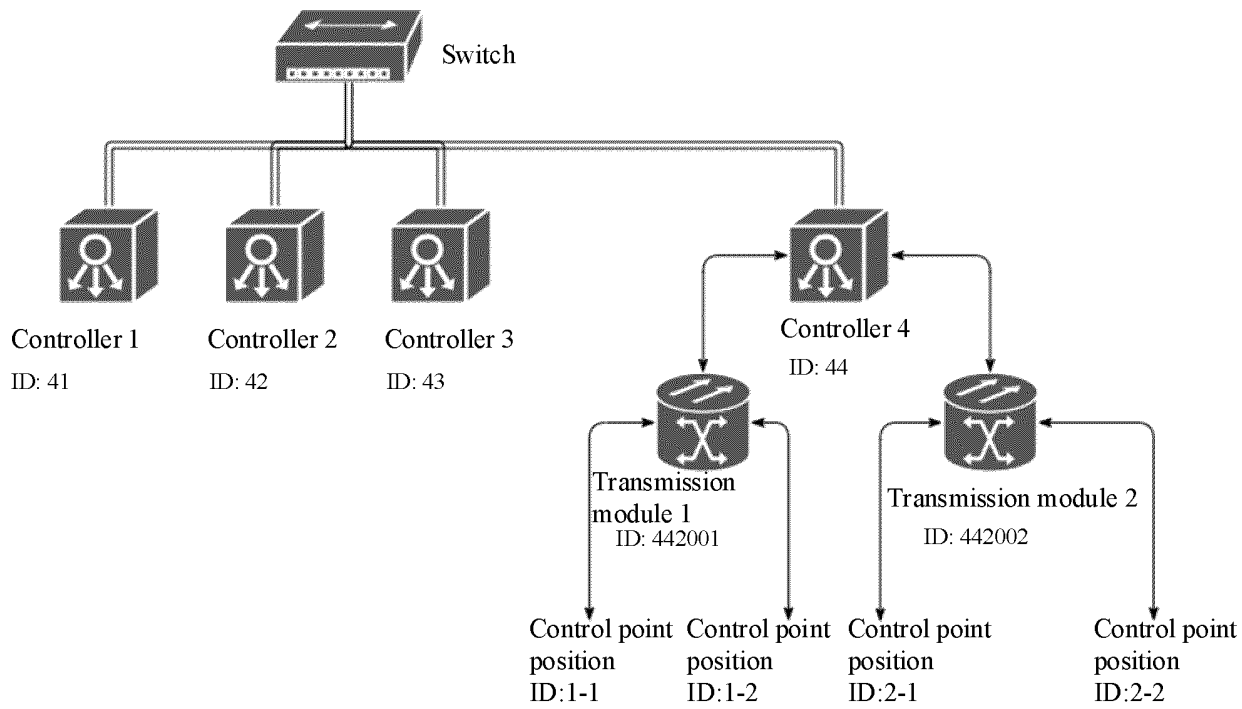 Switch
Controller 1
ID: 41
Controller 2
ID: 42
Controller 3
ID: 43
Controller 4
ID: 44
Transmission
module 1
ID: 442001
Transmission module 2
ID: 442002
Control point
position
ID:1-1
Control point
position
ID:1-2
Control point
position
ID:2-1
Control point
position
ID:2-2